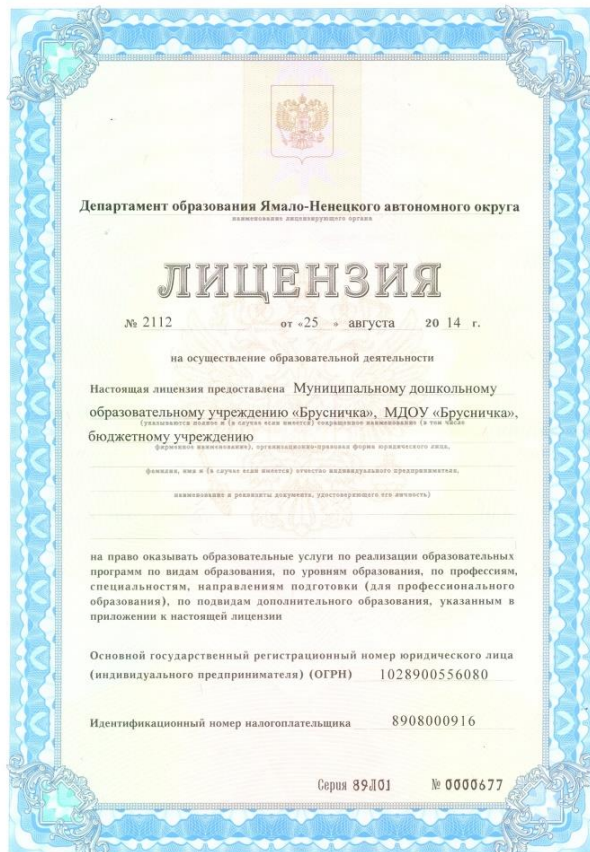 Департамент образования Ямало-Ненецкого автономного округа
наименование лицензирующего органа
ЛИЦЕНЗИЯ
№ 2112 от «25 » августа 20 14 г.
на осуществление образовательной деятельности
Настоящая лицензия предоставлена Муниципальному дошкольному
образовательному учреждению «Брусничка», МДОУ «Брусничка»,
(указываются полное и (в случае если имеется) сокращенное наименование (в том числе
бюджетному учреждению
фирменное наименование), организационно-правовая форма юридического лица,
фамилия, имя и (в случае если имеется) отчество индивидуального предпринимателя,
наименование и реквизиты документа, удостоверяющего его личность)
на право оказывать образовательные услуги по реализации образовательных
программ по видам образования, по уровням образования, по профессиям,
специальностям, направлениям подготовки (для профессионального
образования), по подвидам дополнительного образования, указанным в
приложении к настоящей лицензии
Основной государственный регистрационный номер юридического лица
(индивидуального предпринимателя) (ОГРН) 1028900556080
Идентификационный номер налогоплательщика 8908000916
Серия 89Л01 № 0000677